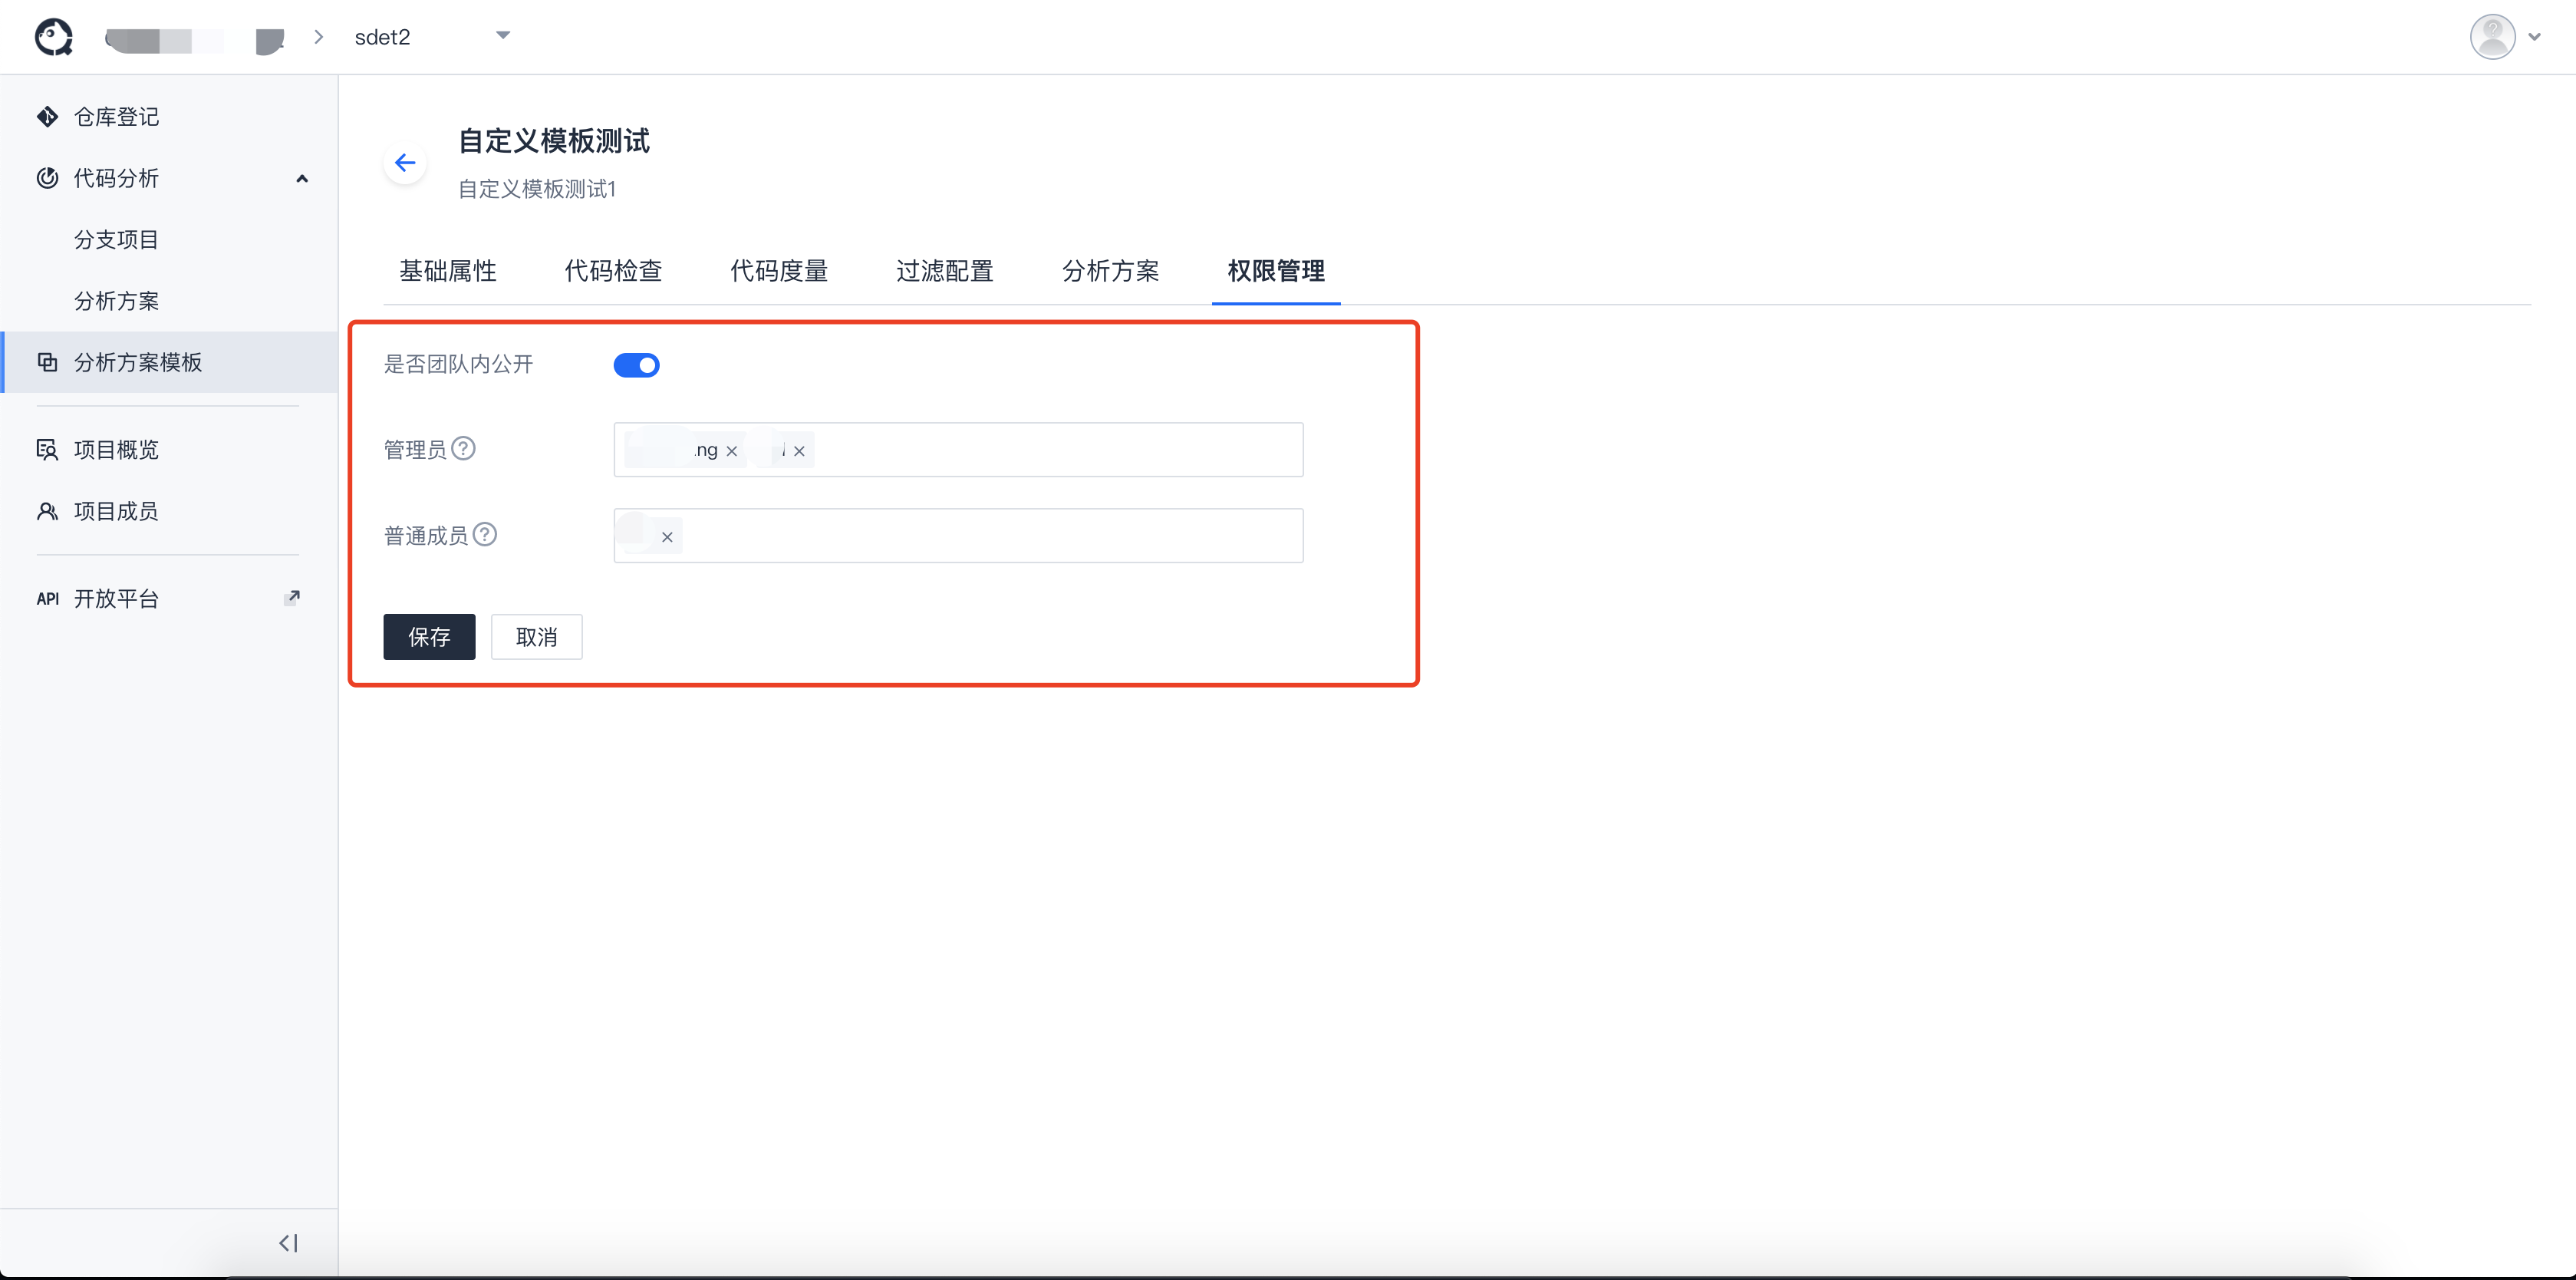 sdet2
仓库登记
代码分析
分支项目
分析方案
分析方案模板
项目概览
项目成员
API 开放平台
自定义模板测试
自定义模板测试1
基础属性 代码检查 代码度量 过滤配置 分析方案 权限管理
是否团队内公开
管理员
ng
普通成员
保存 取消